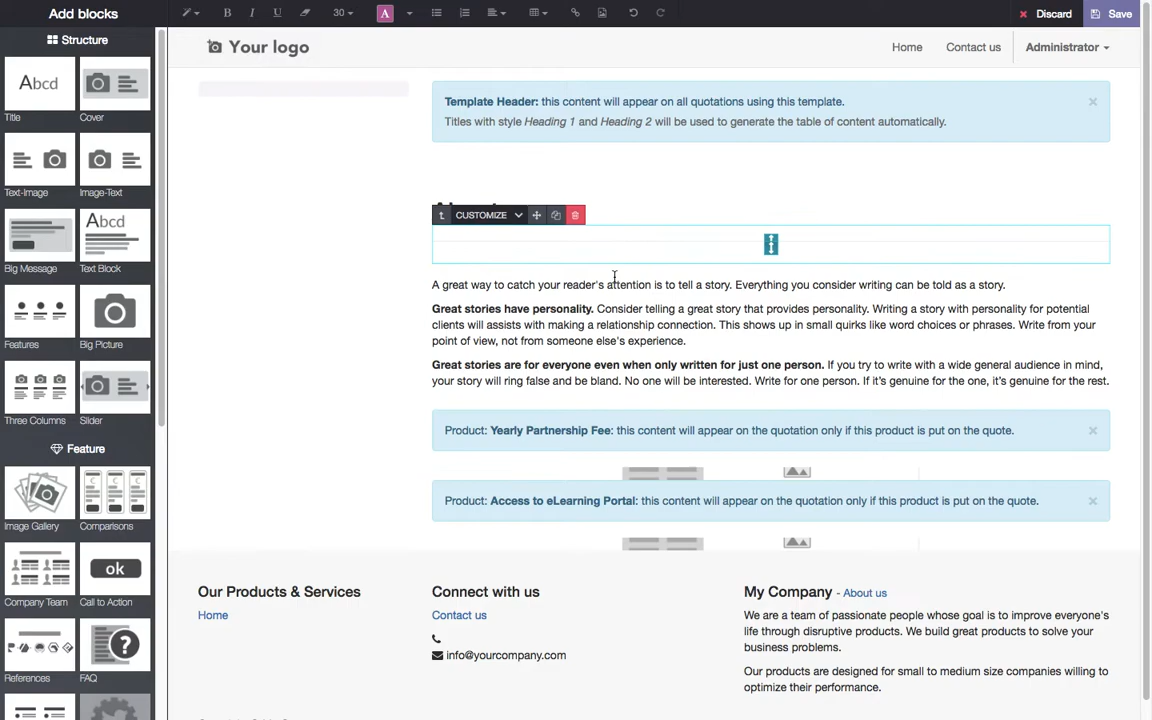 Add blocks
30
A
Discard
Save
Structure
Abcd
Title
Cover
Text-Image
Image-Text
Abcd
Big Message
Text Block
Features
Big Picture
Three Columns
Slider
Feature
Image Gallery
Comparisons
ok
Company Team
Call to Action
References
FAQ
Your logo
Home
Contact us
Administrator
Template Header: this content will appear on all quotations using this template.
Titles with style Heading 1 and Heading 2 will be used to generate the table of content automatically.
CUSTOMIZE
A great way to catch your reader's attention is to tell a story. Everything you consider writing can be told as a story.
Great stories have personality. Consider telling a great story that provides personality. Writing a story with personality for potential
clients will assists with making a relationship connection. This shows up in small quirks like word choices or phrases. Write from your
point of view, not from someone else's experience.
Great stories are for everyone even when only written for just one person. If you try to write with a wide general audience in mind,
your story will ring false and be bland. No one will be interested. Write for one person. If it's genuine for the one, it's genuine for the rest.
Product: Yearly Partnership Fee: this content will appear on the quotation only if this product is put on the quote.
Product: Access to eLearning Portal: this content will appear on the quotation only if this product is put on the quote.
Our Products & Services
Home
Connect with us
Contact us
info@yourcompany.com
My Company - About us
We are a team of passionate people whose goal is to improve everyone's
life through disruptive products. We build great products to solve your
business problems.
Our products are designed for small to medium size companies willing to
optimize their performance.